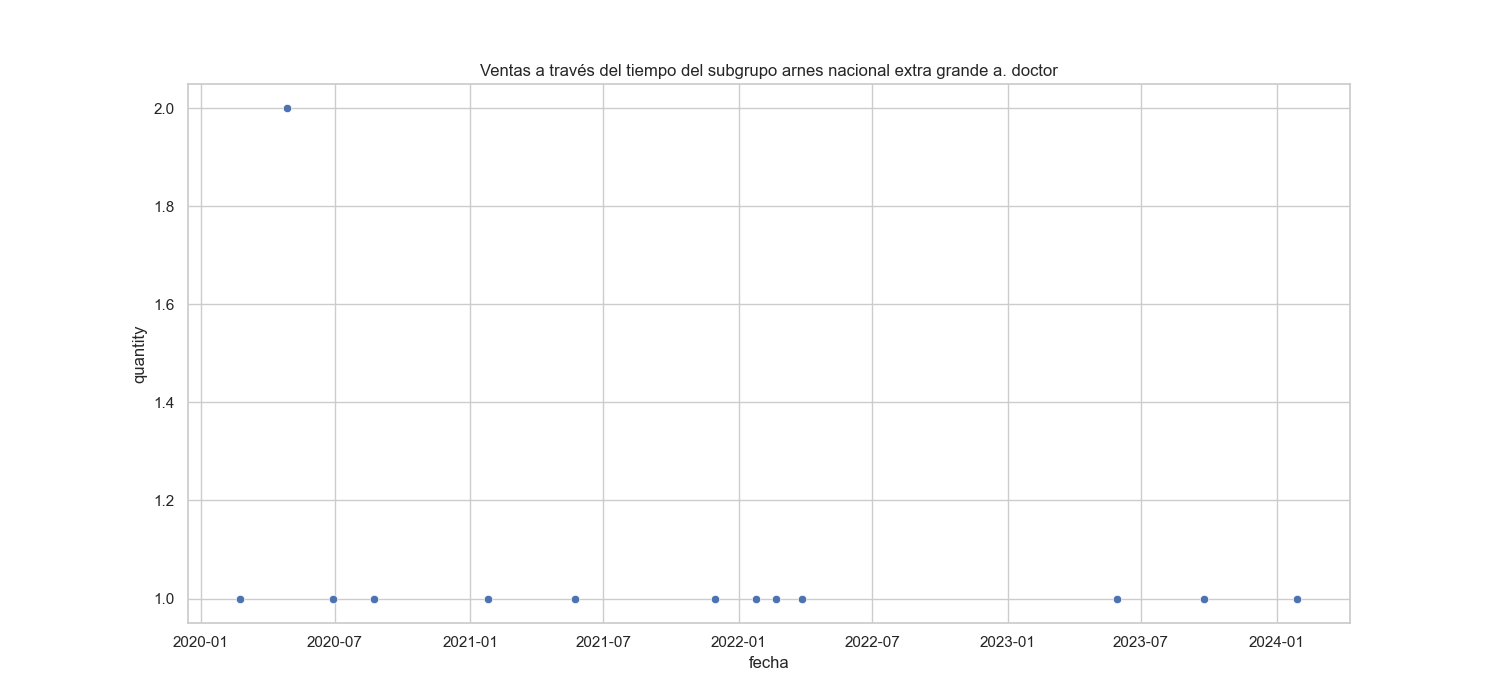 Ventas a través del tiempo del subgrupo arnes nacional extra grande a. doctor
2.0
1.8
1.6
1.4
1.2
1.0
quantity
2020-01 2020-07 2021-01 2021-07 2022-01 2022-07 2023-01 2023-07 2024-01
fecha